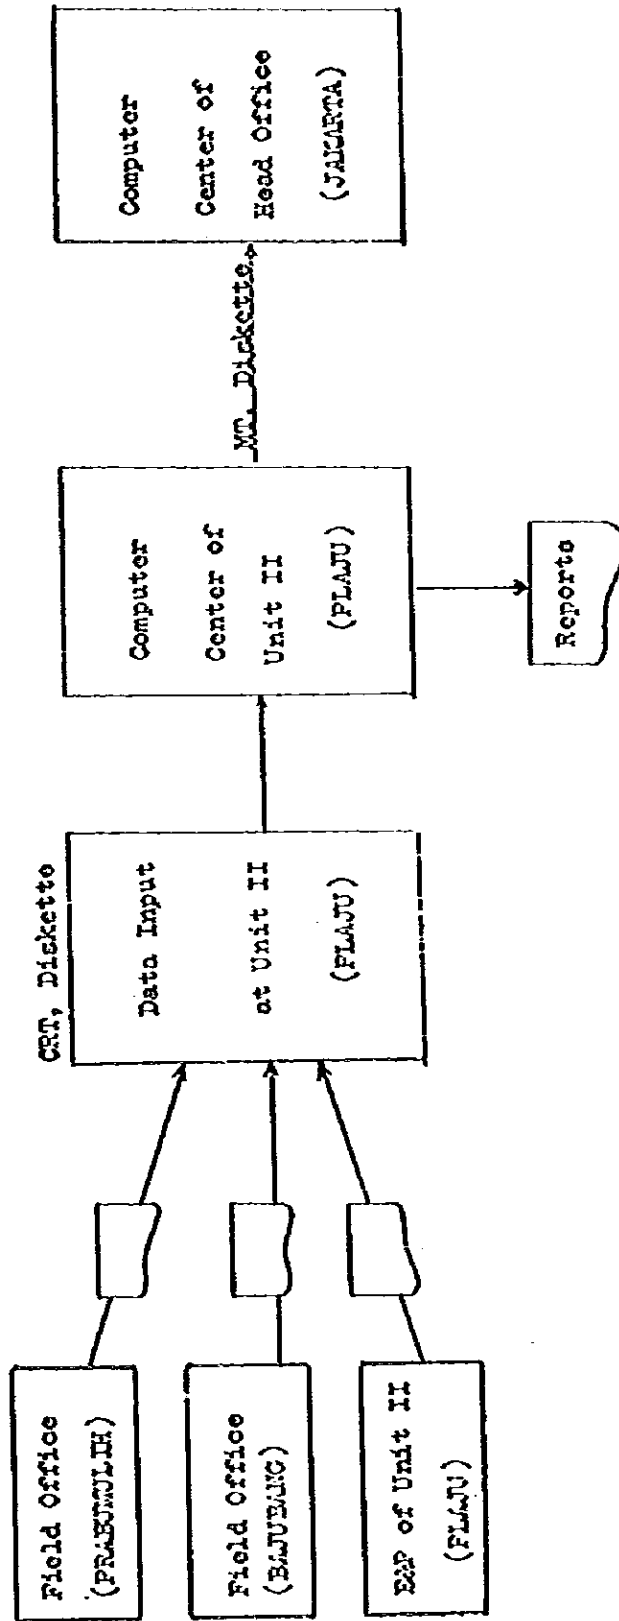 Field Office
(PRABUMULIH)
Field Office
(BAJUBANG)
E&P of Unit II
(PLAJU)
CRT, Diskette
Data Input
at Unit II
(PLAJU)
Computer
Center of
Unit II
(PLAJU)
Reports
MT. Diskette
Computer
Center of
Head Office
(JAKARTA)